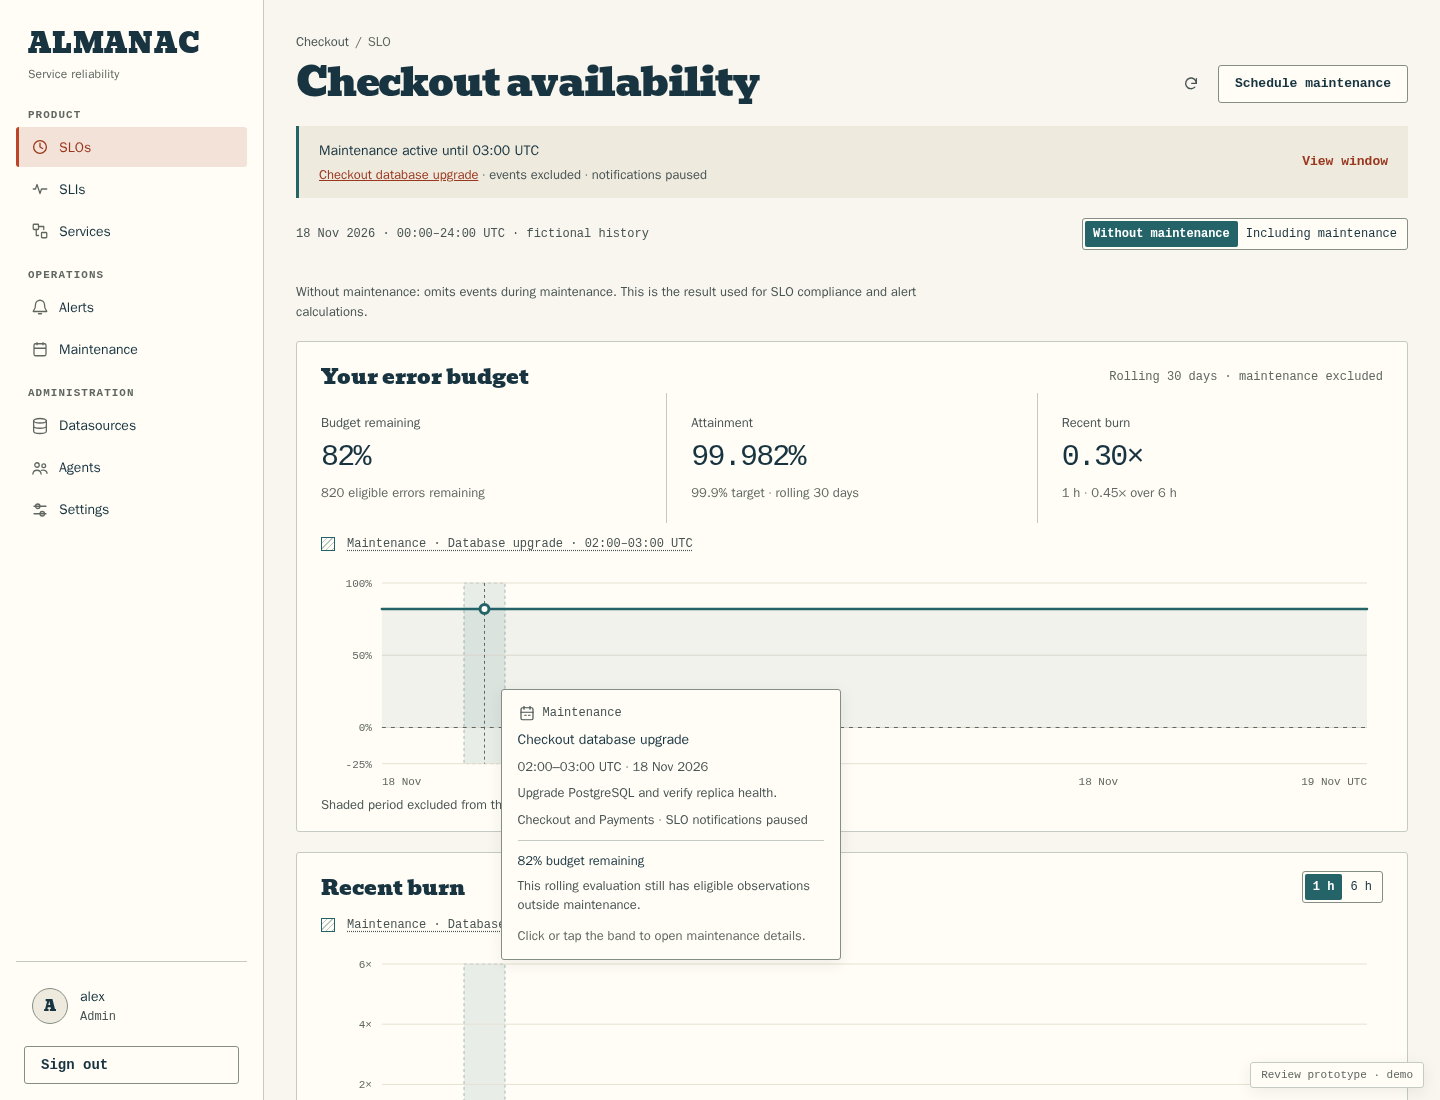 ALMANAC
Service reliability
PRODUCT
SLOs
SLIs
Services
OPERATIONS
Alerts
Maintenance
ADMINISTRATION
Datasources
Agents
Settings
A
alex
Admin
Sign out
Checkout / SLO
Checkout availability
Schedule maintenance
Maintenance active until 03:00 UTC
Checkout database upgrade · events excluded · notifications paused
View window
18 Nov 2026 · 00:00–24:00 UTC · fictional history
Without maintenance Including maintenance
Without maintenance: omits events during maintenance. This is the result used for SLO compliance and alert
calculations.
Your error budget
Rolling 30 days · maintenance excluded
Budget remaining
82%
820 eligible errors remaining
Attainment
99.982%
99.9% target · rolling 30 days
Recent burn
0.30×
1 h · 0.45× over 6 h
Maintenance · Database upgrade · 02:00–03:00 UTC
100%
50%
0%
-25%
18 Nov
18 Nov
19 Nov UTC
Shaded period excluded from
Maintenance
Checkout database upgrade
02:00–03:00 UTC · 18 Nov 2026
Upgrade PostgreSQL and verify replica health.
Checkout and Payments · SLO notifications paused
82% budget remaining
This rolling evaluation still has eligible observations
outside maintenance.
Click or tap the band to open maintenance details.
Recent burn
1 h 6 h
Maintenance · Database
6×
4×
2×
Review prototype · demo